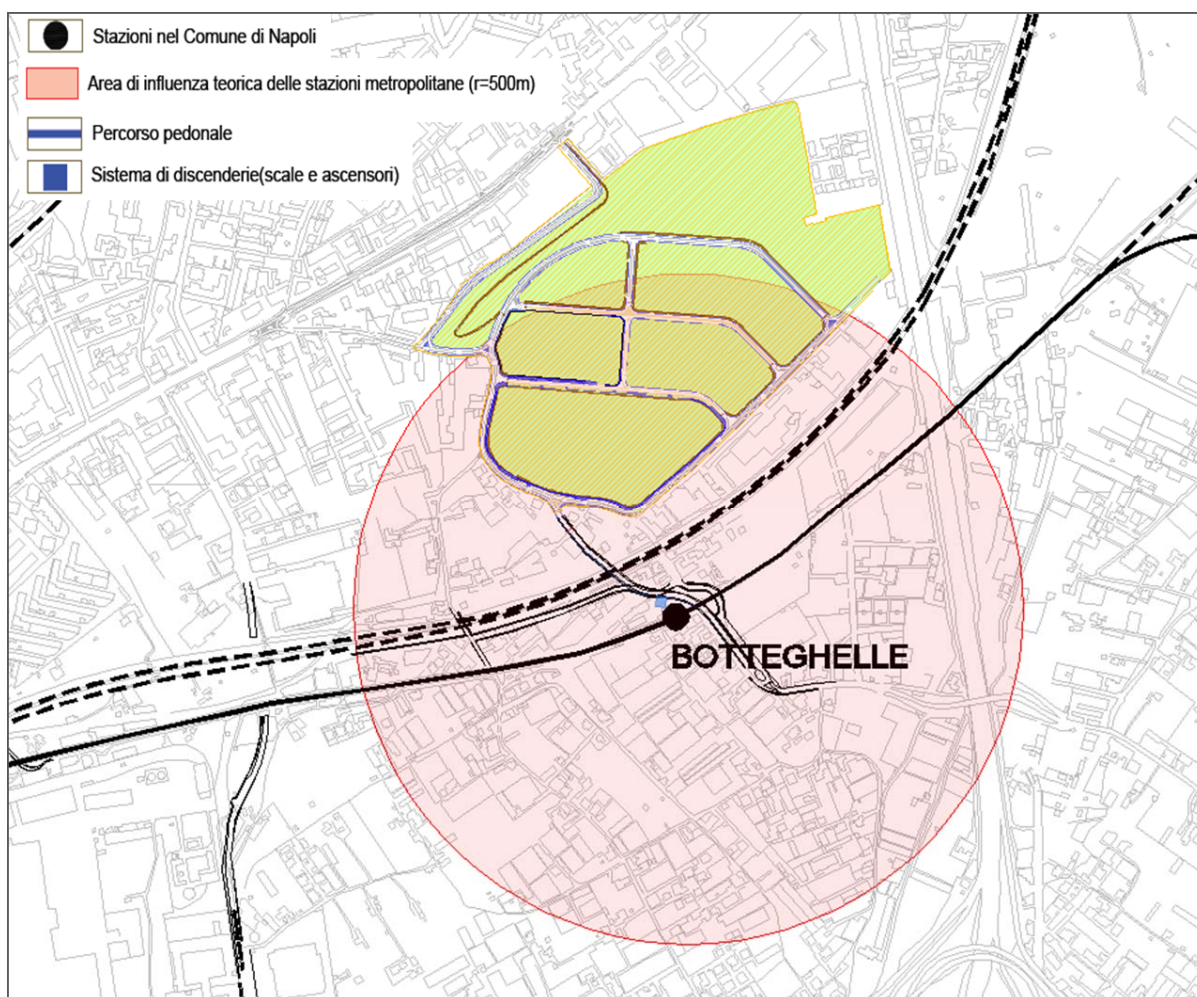 Stazioni nel Comune di Napoli
Area di influenza teorica delle stazioni metropolitane (r=500m)
Percorso pedonale
Sistema di discenderie(scale e ascensori)
BOTTEGHELLE